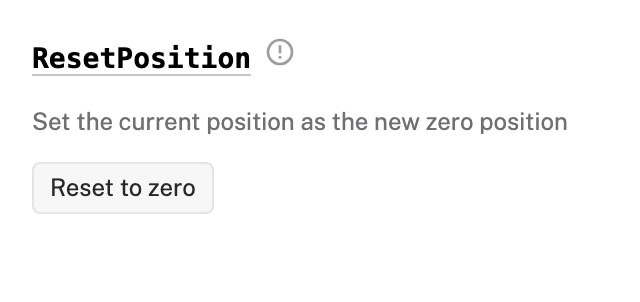 ResetPosition
Set the current position as the new zero position
Reset to zero